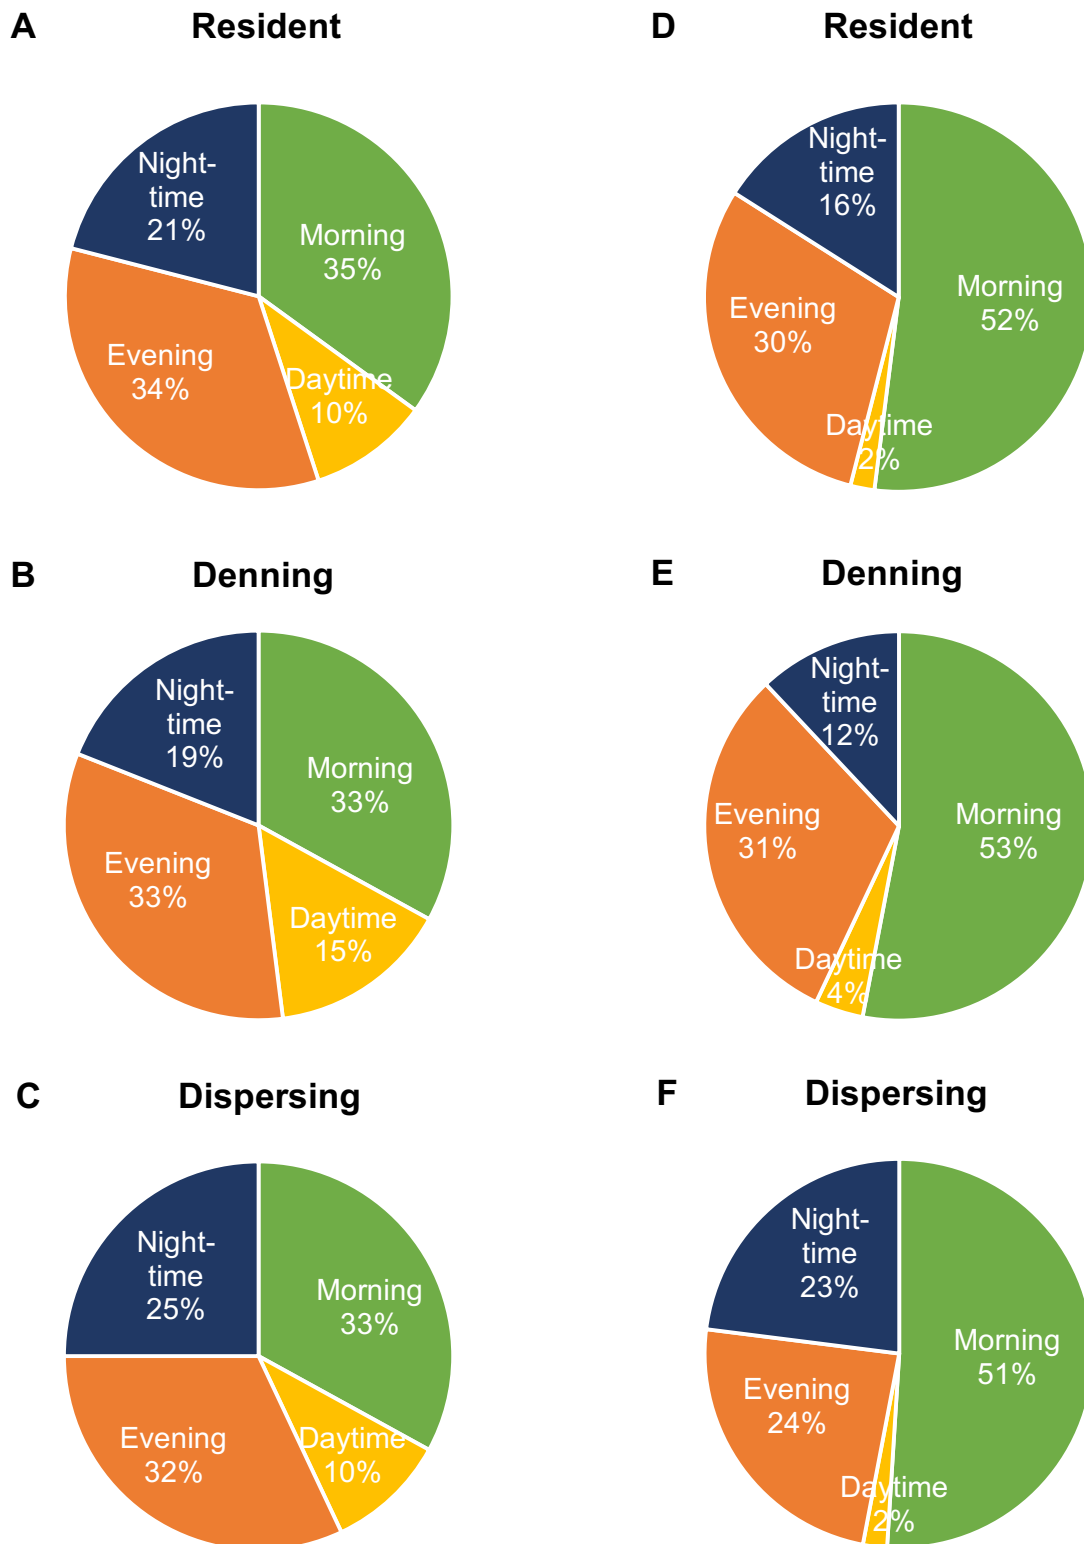 A Resident
Night-
time
21%
Morning
35%
Evening
34%
Daytime
10%
D Resident
Night-
time
16%
Morning
52%
Evening
30%
Daytime
2%
B Denning
Night-
time
19%
Morning
33%
Evening
33%
Daytime
15%
E Denning
Night-
time
12%
Morning
53%
Evening
31%
Daytime
4%
C Dispersing
Night-
time
25%
Morning
33%
Evening
32%
Daytime
10%
F Dispersing
Night-
time
23%
Morning
51%
Evening
24%
Daytime
2%